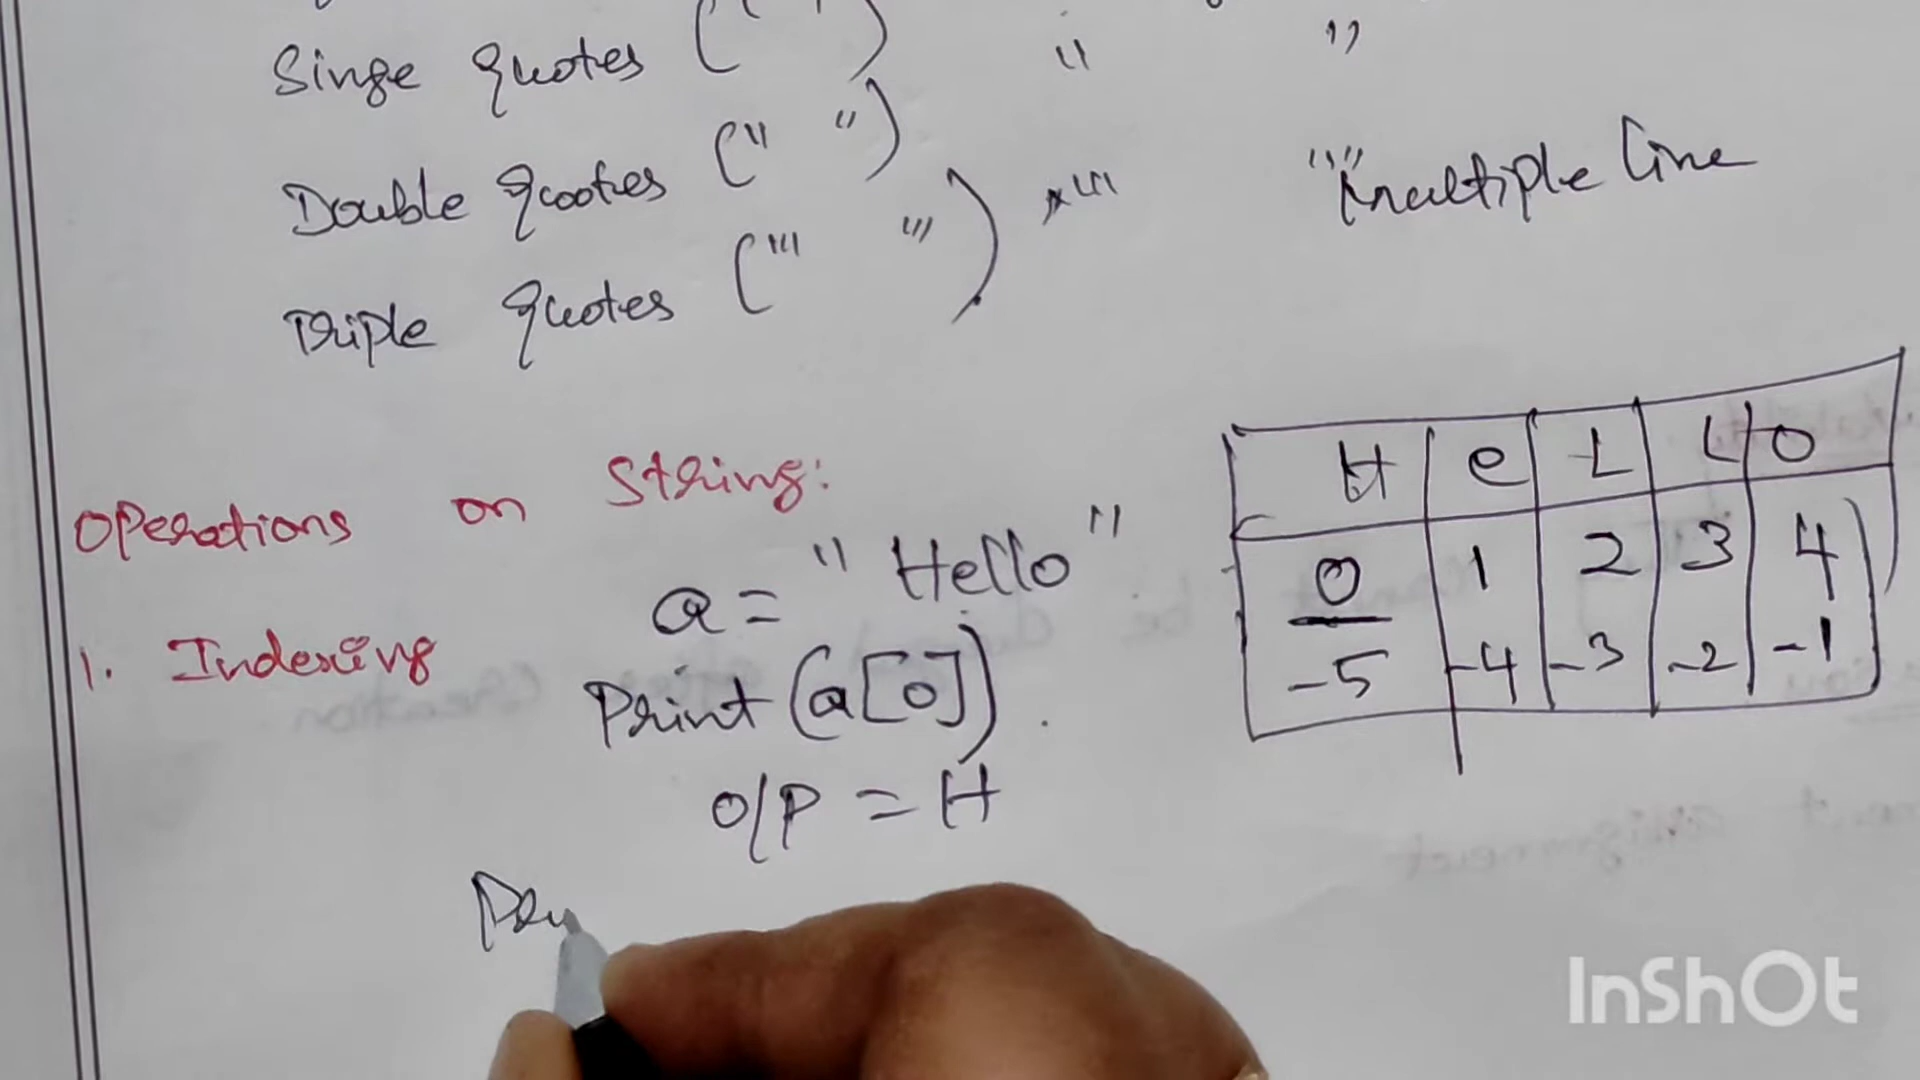 Singe quotes (' ') " "
Double quotes (" ") """ """multiple line
Triple quotes (''' ''')
Operations on String:
1. Indexing
a = "Hello"
Print (a[0]).
O/P = H
H e L L O
0 1 2 3 4
-5 -4 -3 -2 -1
InShOt